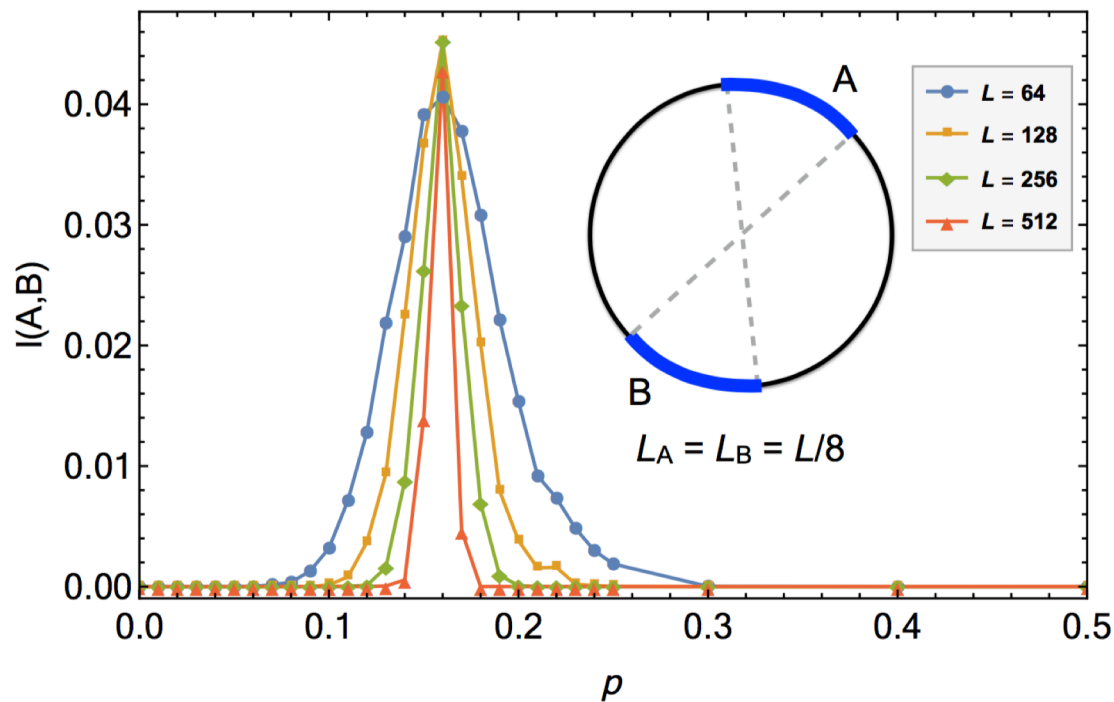 I(A,B)
0.04
0.03
0.02
0.01
0.00
0.0 0.1 0.2 0.3 0.4 0.5
p
A
B
L_A = L_B = L/8
L = 64
L = 128
L = 256
L = 512